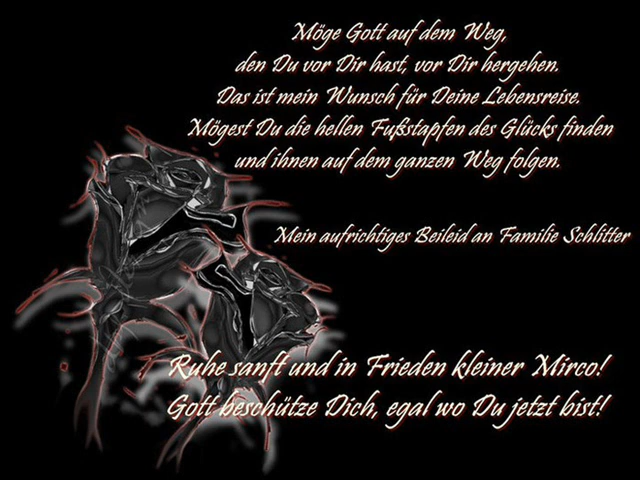 Möge Gott auf dem Weg,
den Du vor Dir hast, vor Dir hergehen.
Das ist mein Wunsch für Deine Lebensreise.
Mögest Du die hellen Fußstapfen des Glücks finden
und ihnen auf dem ganzen Weg folgen.
Mein aufrichtiges Beileid an Familie Schlitter
Ruhe sanft und in Frieden kleiner Mirco!
Gott beschütze Dich, egal wo Du jetzt bist!